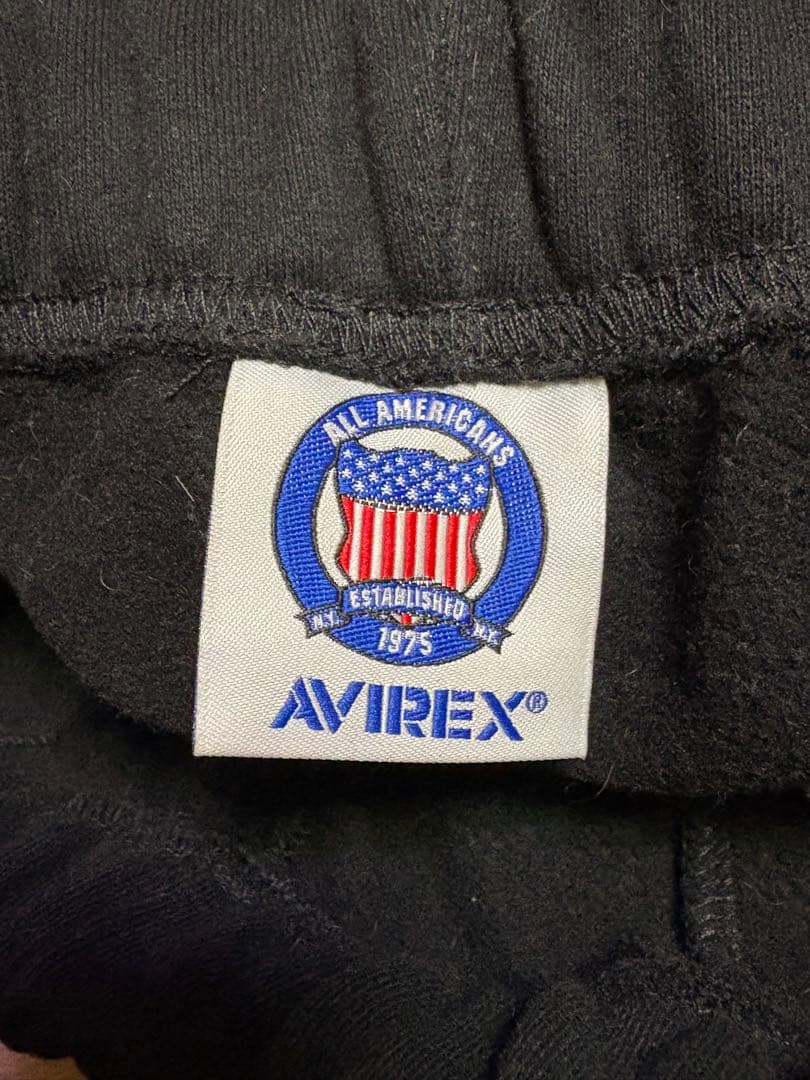 ALL AMERICANS
ESTABLISHED
N.Y. N.Y.
1975
AVIREX®